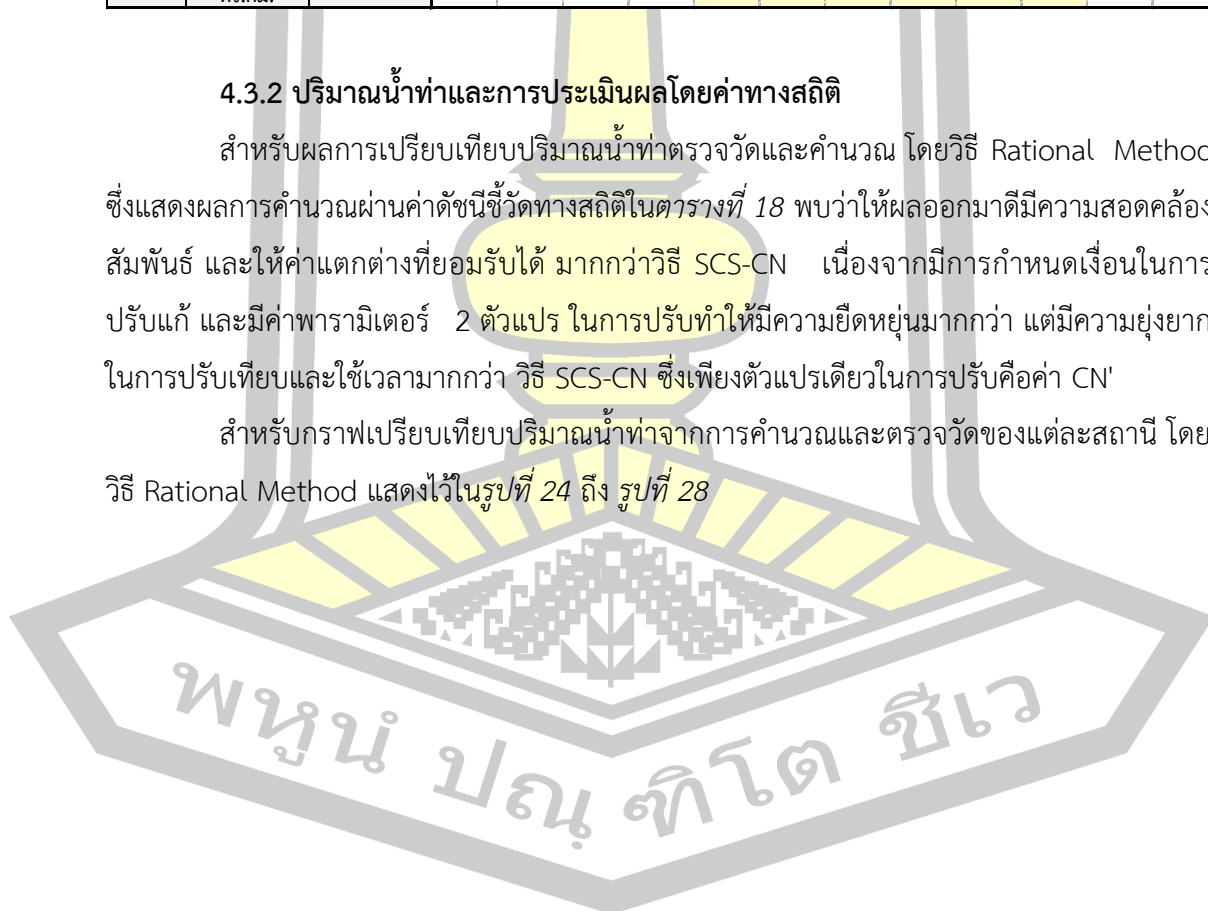 4.3.2 ปริมาณน้ำท่าและการประเมินผลโดยค่าทางสถิติ
สำหรับผลการเปรียบเทียบปริมาณน้ำท่าตรวจวัดและคำนวณ โดยวิธี Rational Method
ซึ่งแสดงผลการคำนวณผ่านค่าดัชนีชี้วัดทางสถิติในตารางที่ 18 พบว่าให้ผลออกมาดีมีความสอดคล้อง
สัมพันธ์ และให้ค่าแตกต่างที่ยอมรับได้ มากกว่าวิธี SCS-CN เนื่องจากมีการกำหนดเงื่อนในการ
ปรับแก้ และมีค่าพารามิเตอร์ 2 ตัวแปร ในการปรับทำให้มีความยืดหยุ่นมากกว่า แต่มีความยุ่งยาก
ในการปรับเทียบและใช้เวลามากกว่า วิธี SCS-CN ซึ่งเพียงตัวแปรเดียวในการปรับคือค่า CN'
สำหรับกราฟเปรียบเทียบปริมาณน้ำท่าจากการคำนวณและตรวจวัดของแต่ละสถานี โดย
วิธี Rational Method แสดงไว้ในรูปที่ 24 ถึง รูปที่ 28
พหูนํ ปณฺฑิโต ชีเว